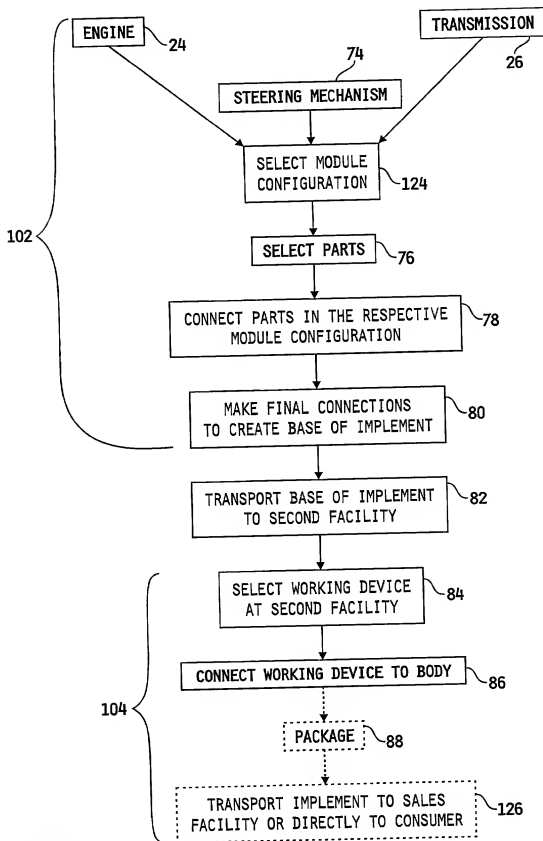 ENGINE
24
TRANSMISSION
26
74
STEERING MECHANISM
SELECT MODULE
CONFIGURATION
124
102
SELECT PARTS
76
CONNECT PARTS IN THE RESPECTIVE
MODULE CONFIGURATION
78
MAKE FINAL CONNECTIONS
TO CREATE BASE OF IMPLEMENT
80
TRANSPORT BASE OF IMPLEMENT
TO SECOND FACILITY
82
SELECT WORKING DEVICE
AT SECOND FACILITY
84
CONNECT WORKING DEVICE TO BODY
86
104
PACKAGE
88
TRANSPORT IMPLEMENT TO SALES
FACILITY OR DIRECTLY TO CONSUMER
126